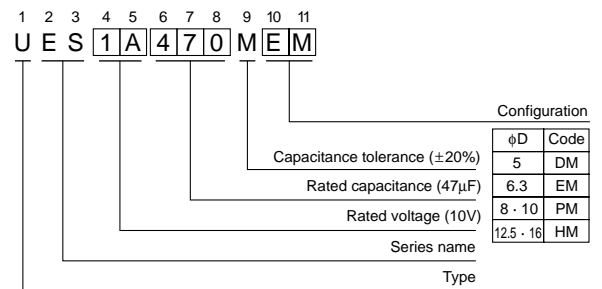 1 2 3 4 5 6 7 8 9 10 11
U E S 1 A 4 7 0 M E M
Configuration
φD Code
5 DM
6.3 EM
8 · 10 PM
12.5 · 16 HM
Capacitance tolerance (±20%)
Rated capacitance (47μF)
Rated voltage (10V)
Series name
Type